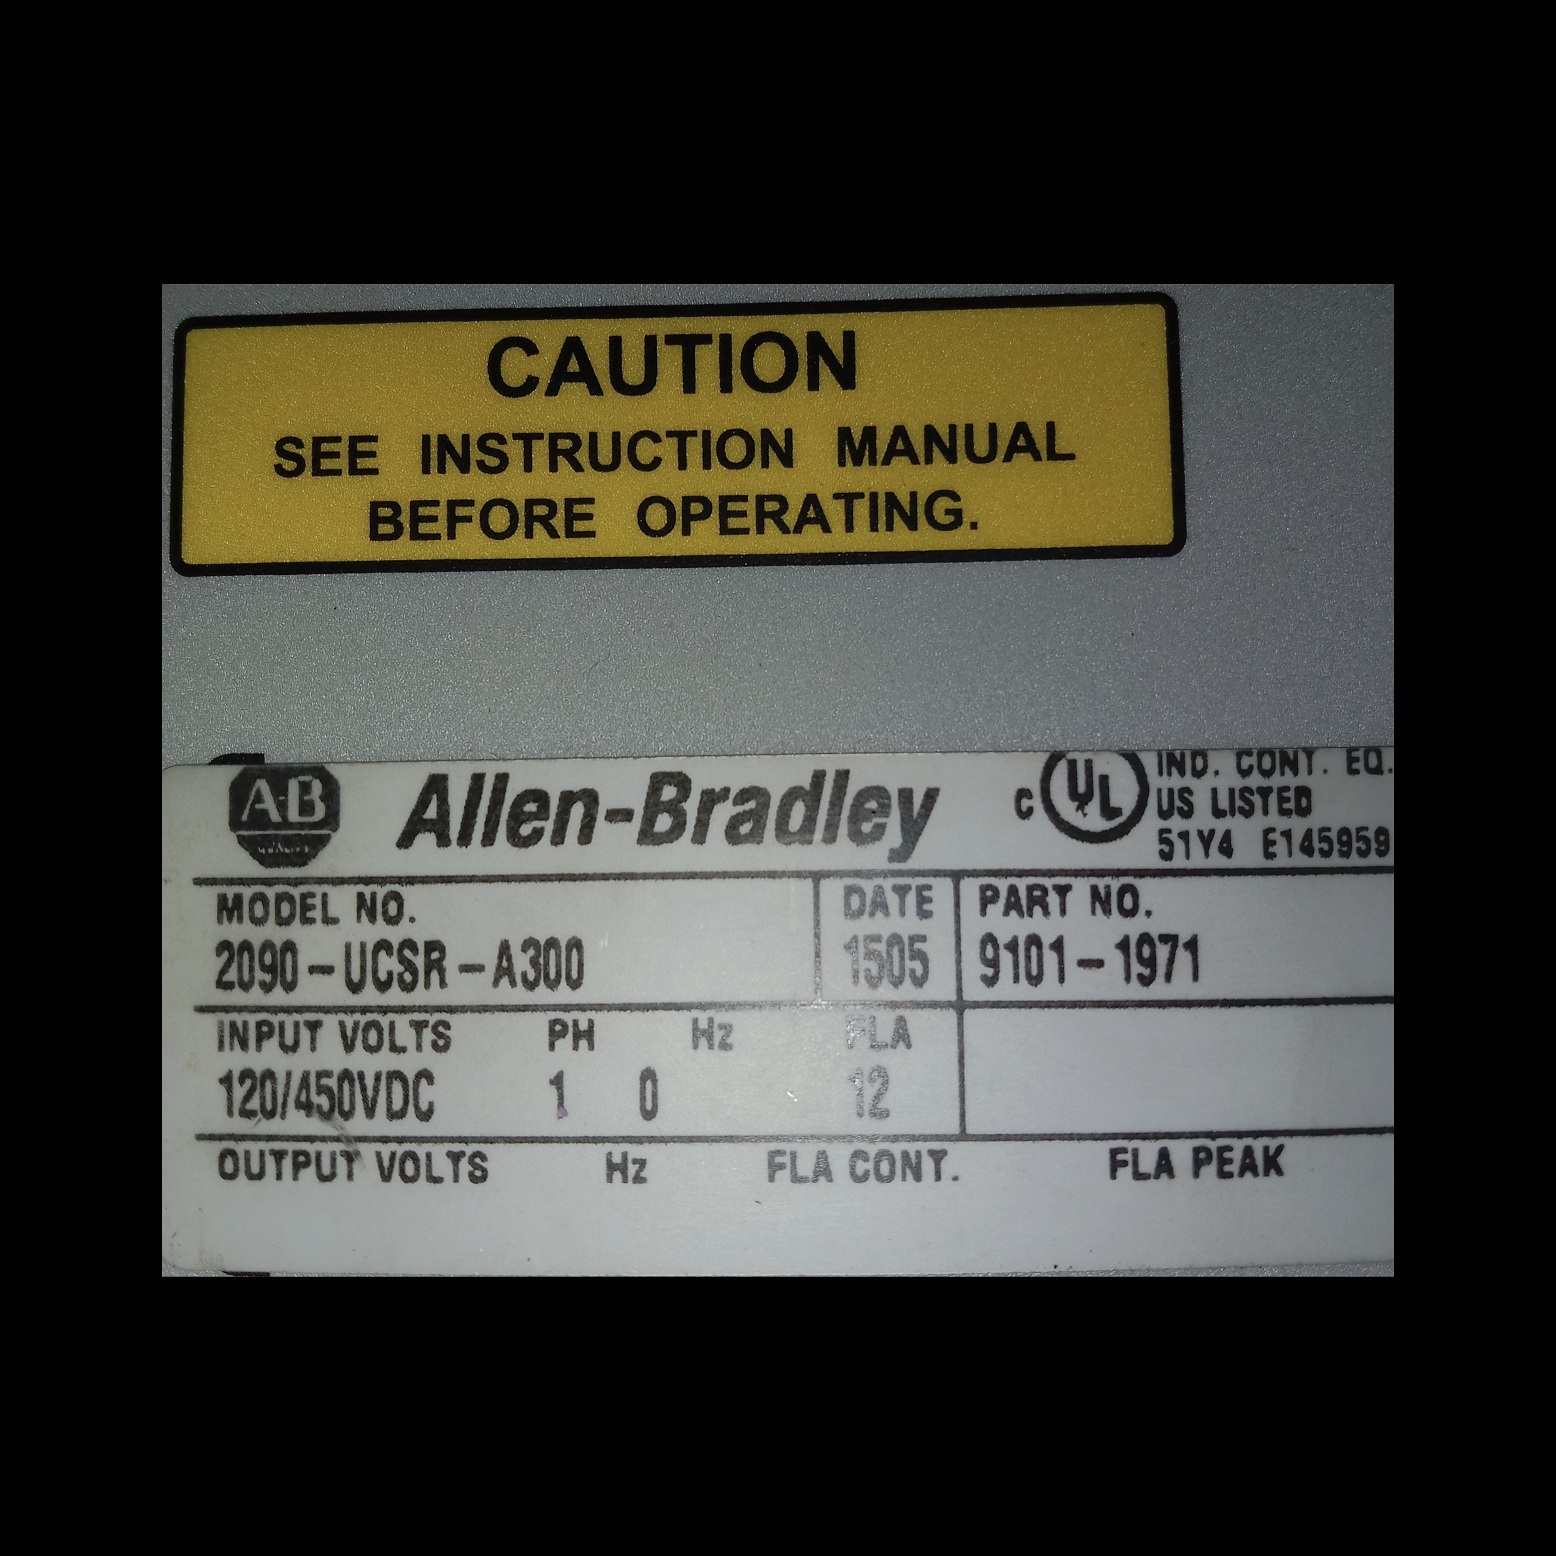 CAUTION
SEE INSTRUCTION MANUAL
BEFORE OPERATING.
A-B Allen-Bradley
c UL IND. CONT. EQ.
US LISTED
51Y4 E145959
MODEL NO. DATE PART NO.
2090-UCSR-A300 1505 9101-1971
INPUT VOLTS PH Hz FLA
120/450VDC 1 0 12
OUTPUT VOLTS Hz FLA CONT. FLA PEAK